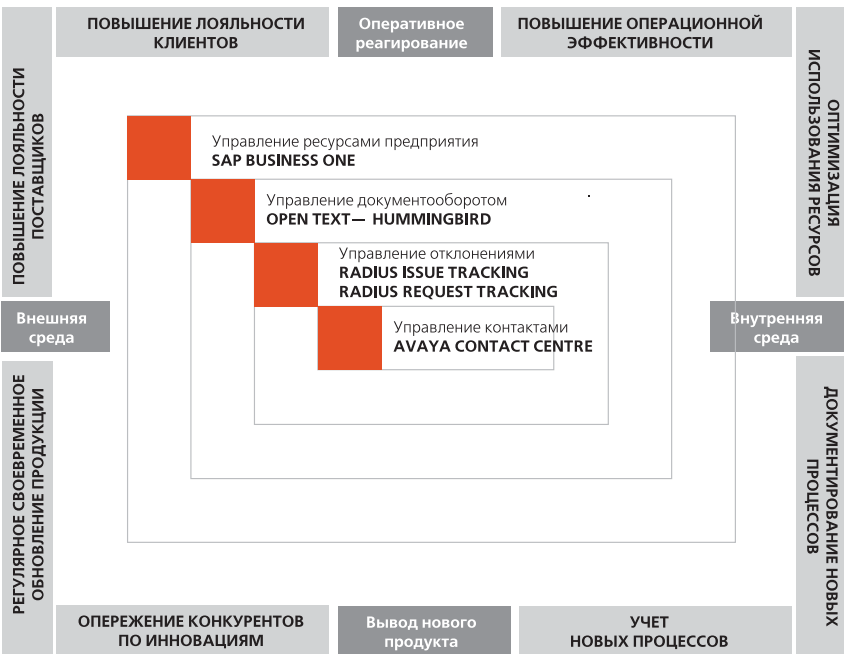 ПОВЫШЕНИЕ ЛОЯЛЬНОСТИ
КЛИЕНТОВ
Оперативное
реагирование
ПОВЫШЕНИЕ ОПЕРАЦИОННОЙ
ЭФФЕКТИВНОСТИ
ПОВЫШЕНИЕ ЛОЯЛЬНОСТИ
ПОСТАВЩИКОВ
ОПТИМИЗАЦИЯ
ИСПОЛЬЗОВАНИЯ РЕСУРСОВ
Управление ресурсами предприятия
SAP BUSINESS ONE
Управление документооборотом
OPEN TEXT— HUMMINGBIRD
Управление отклонениями
RADIUS ISSUE TRACKING
RADIUS REQUEST TRACKING
Управление контактами
AVAYA CONTACT CENTRE
Внешняя
среда
Внутренняя
среда
РЕГУЛЯРНОЕ СВОЕВРЕМЕННОЕ
ОБНОВЛЕНИЕ ПРОДУКЦИИ
ДОКУМЕНТИРОВАНИЕ НОВЫХ
ПРОЦЕССОВ
ОПЕРЕЖЕНИЕ КОНКУРЕНТОВ
ПО ИННОВАЦИЯМ
Вывод нового
продукта
УЧЕТ
НОВЫХ ПРОЦЕССОВ